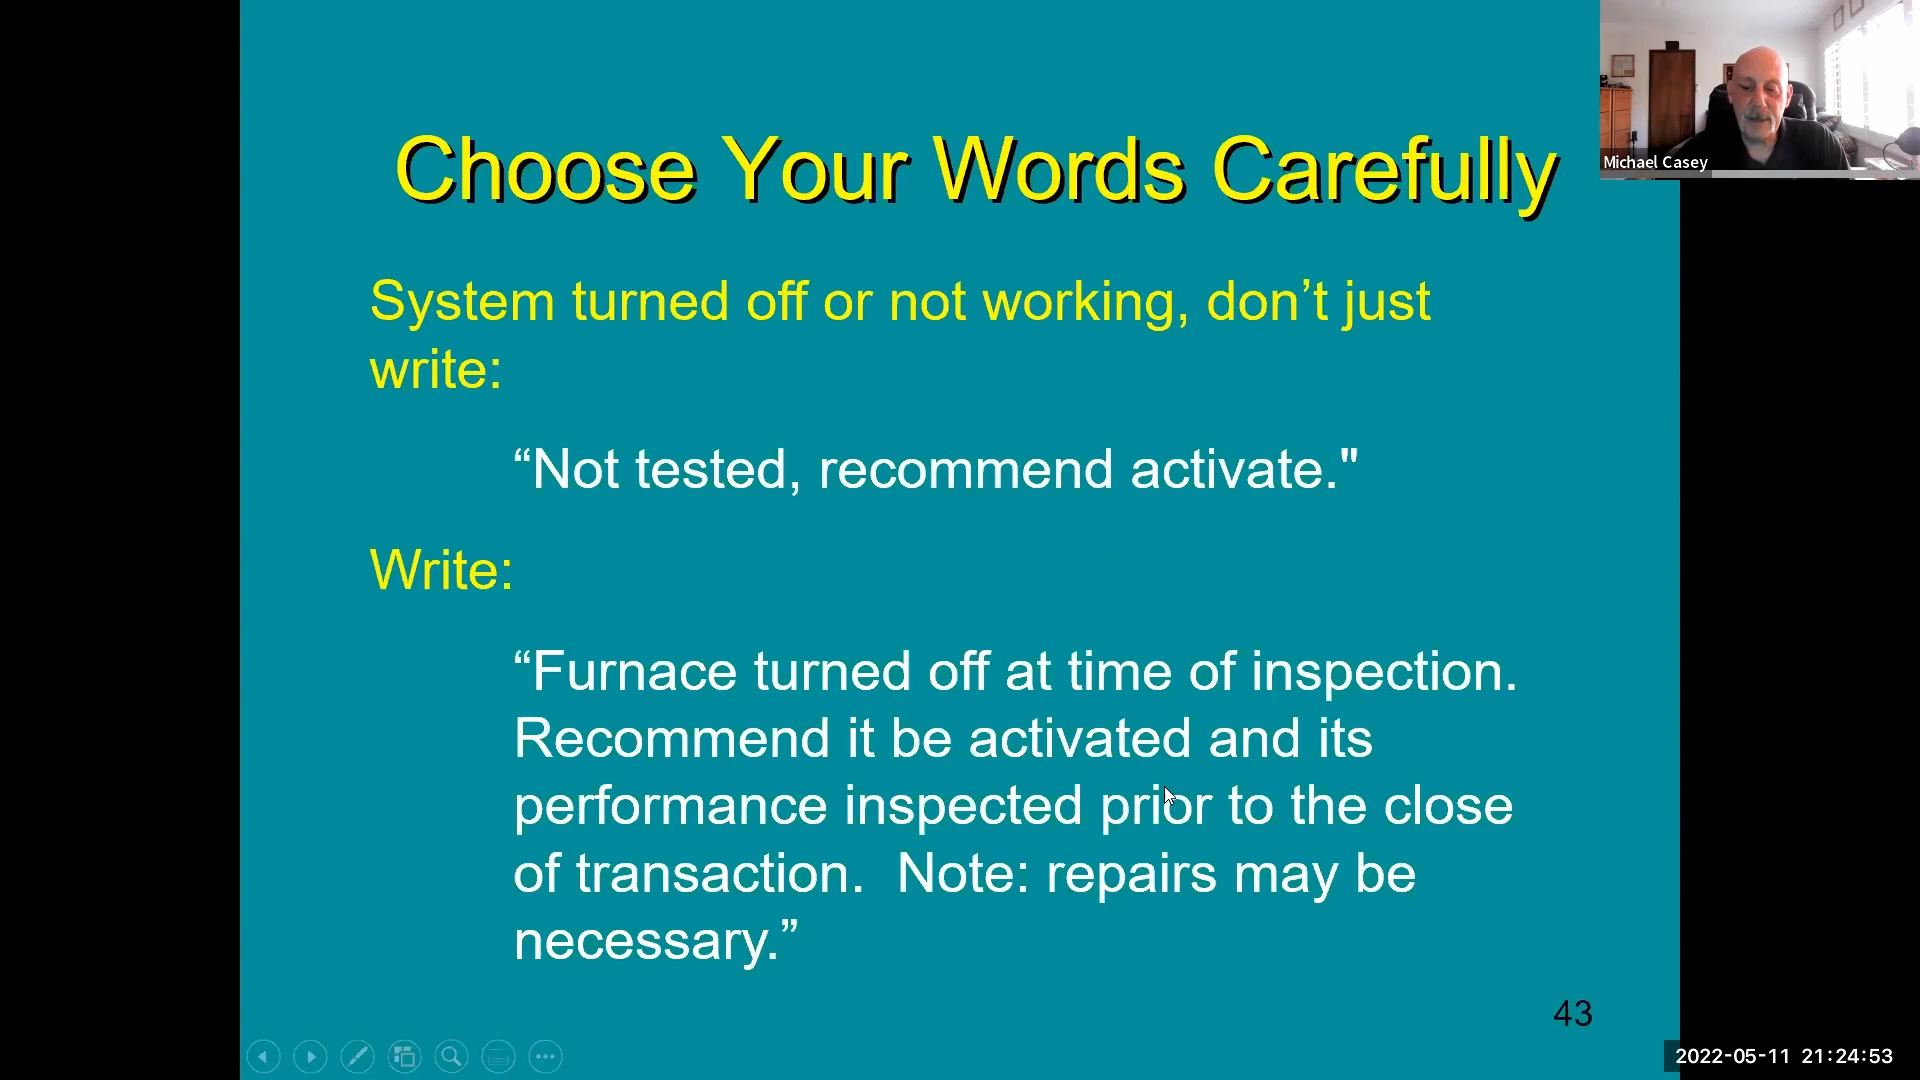 Choose Your Words Carefully
Michael Casey
System turned off or not working, don’t just
write:
“Not tested, recommend activate."
Write:
“Furnace turned off at time of inspection.
Recommend it be activated and its
performance inspected prior to the close
of transaction.  Note: repairs may be
necessary.”
43
2022-05-11 21:24:53